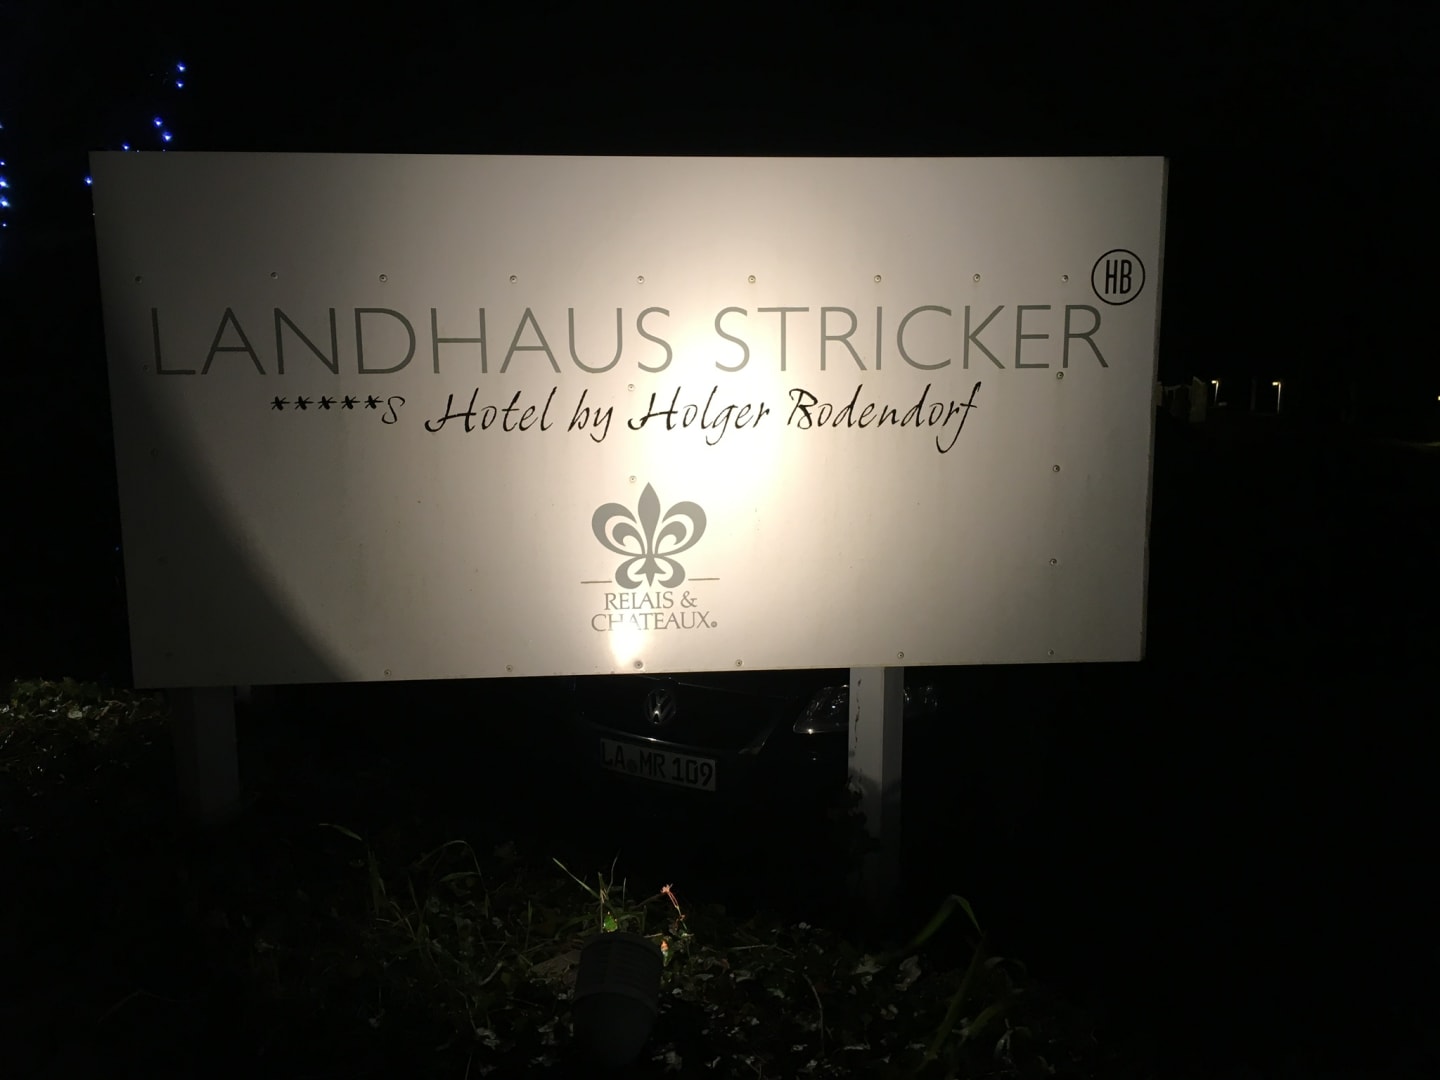 HB
LANDHAUS STRICKER
*****S Hotel by Holger Bodendorf
RELAIS &
CHATEAUX®
LA MR 109